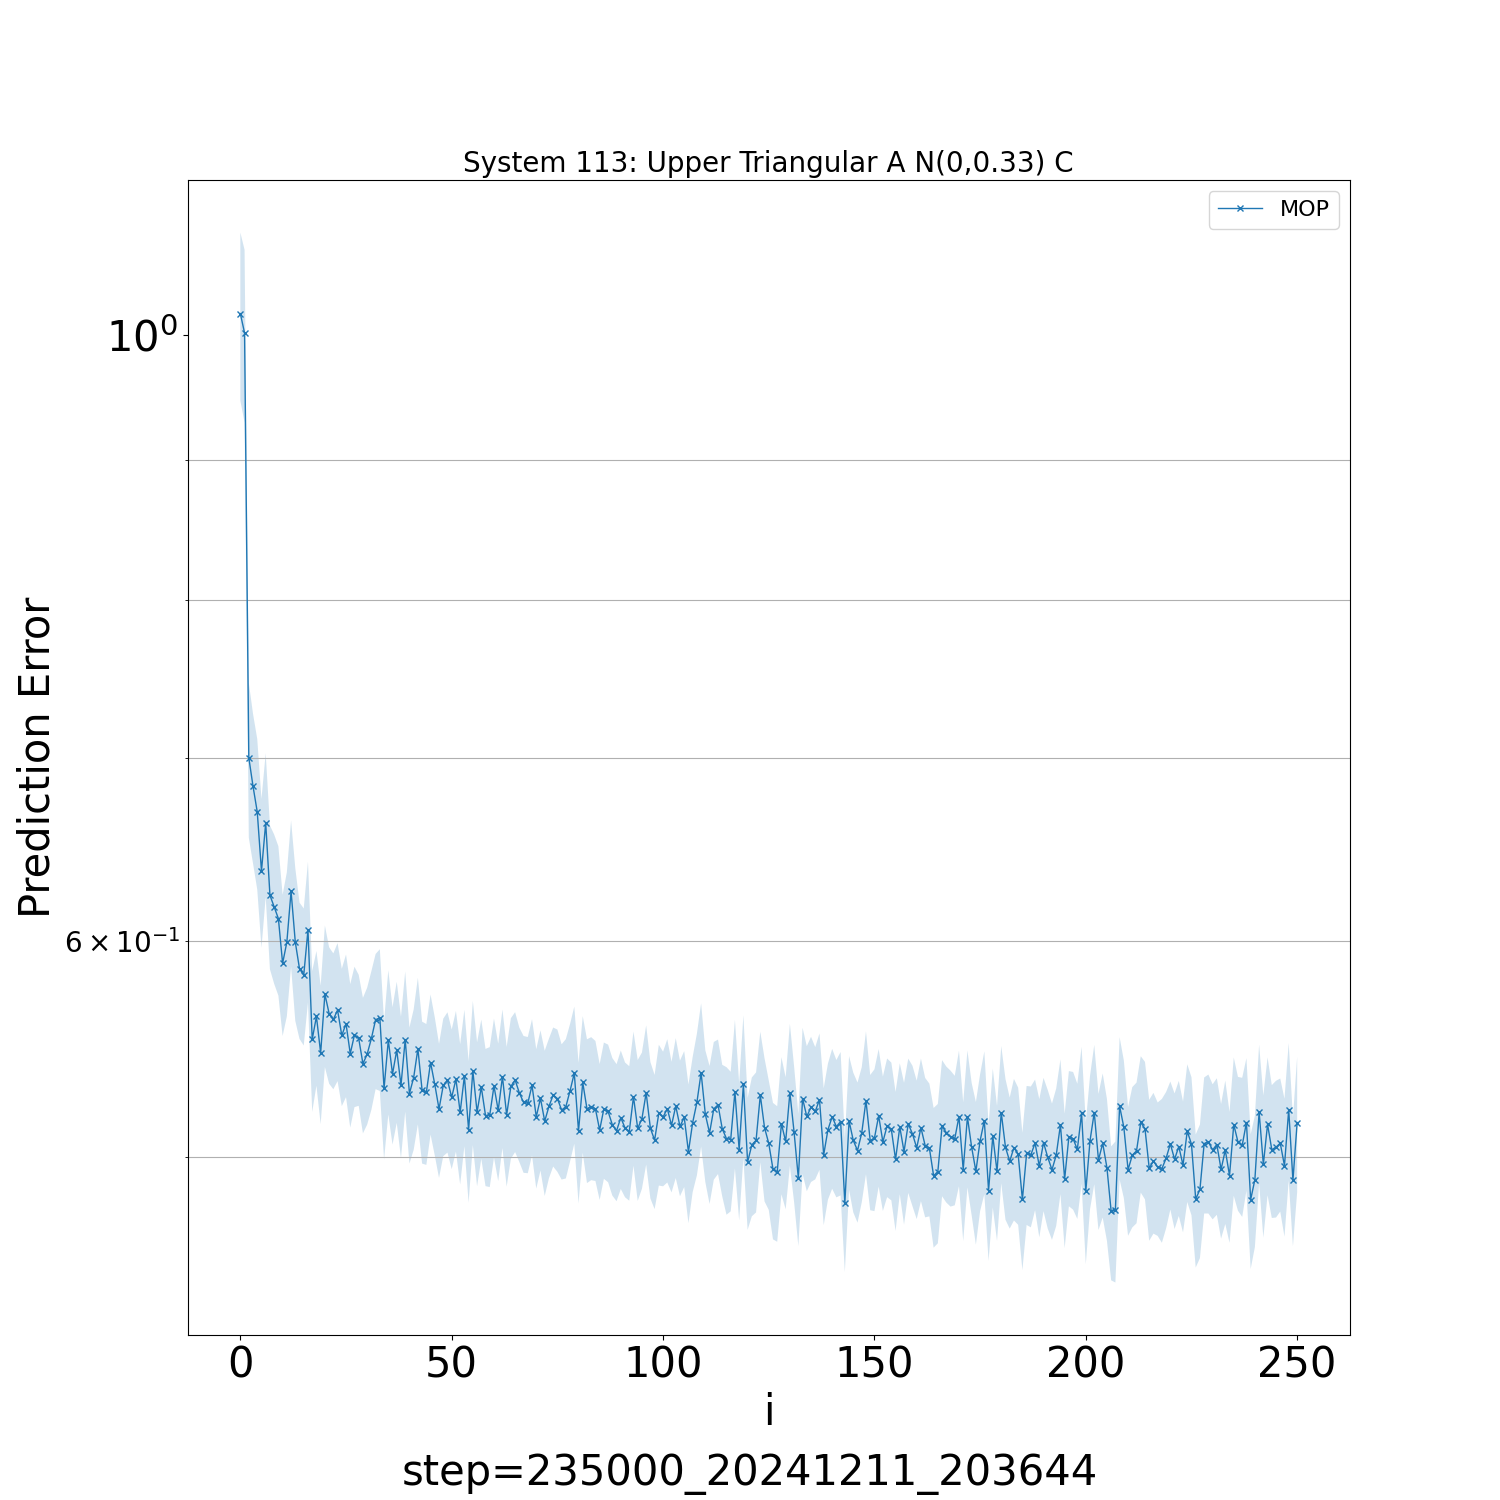 System 113: Upper Triangular A N(0,0.33) C
MOP
10⁰
6 × 10⁻¹
Prediction Error
0 50 100 150 200 250
i
step=235000_20241211_203644